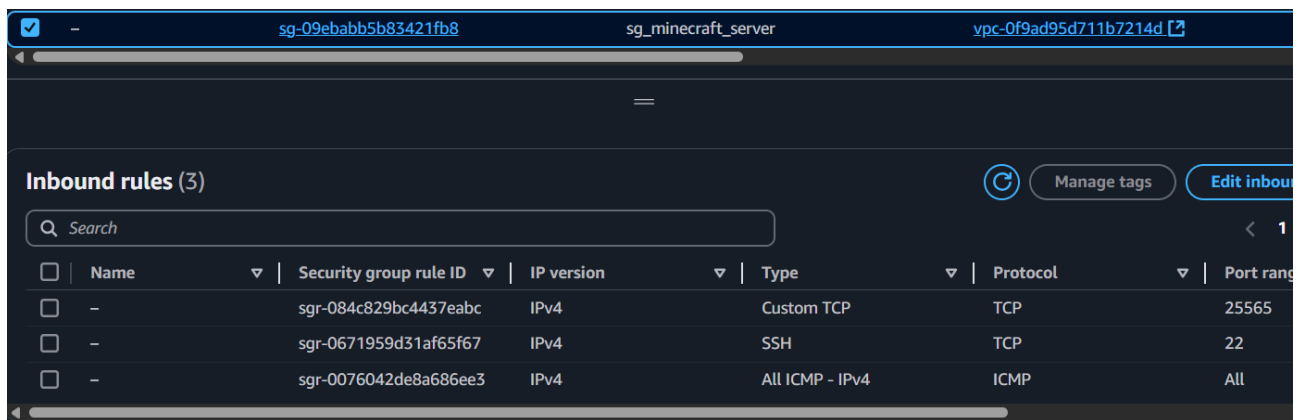 – sg-09ebabb5b83421fb8 sg_minecraft_server vpc-0f9ad95d711b7214d
Inbound rules (3) Manage tags Edit inbou
Search 1
Name Security group rule ID IP version Type Protocol Port rang
– sgr-084c829bc4437eabc IPv4 Custom TCP TCP 25565
– sgr-0671959d31af65f67 IPv4 SSH TCP 22
– sgr-0076042de8a686ee3 IPv4 All ICMP - IPv4 ICMP All